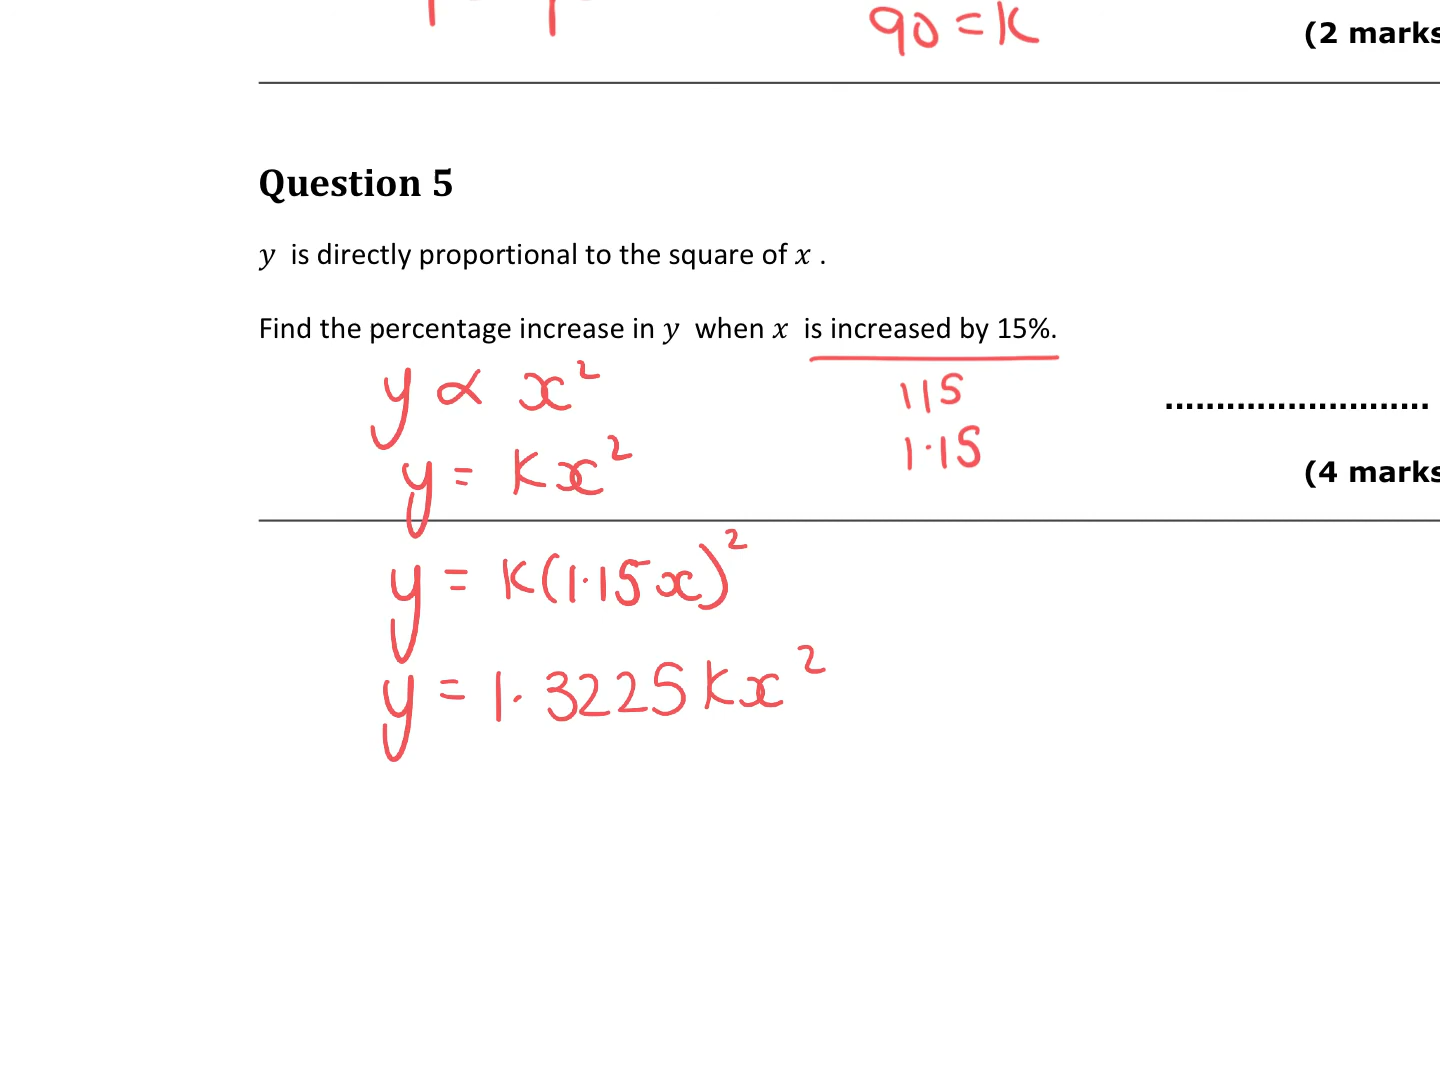 90 = K
(2 marks
Question 5
y is directly proportional to the square of x .
Find the percentage increase in y when x is increased by 15%.
y ∝ x²
115
..........................
y = Kx²
1·15
(4 marks
y = K(1·15x)²
y = 1.3225Kx²